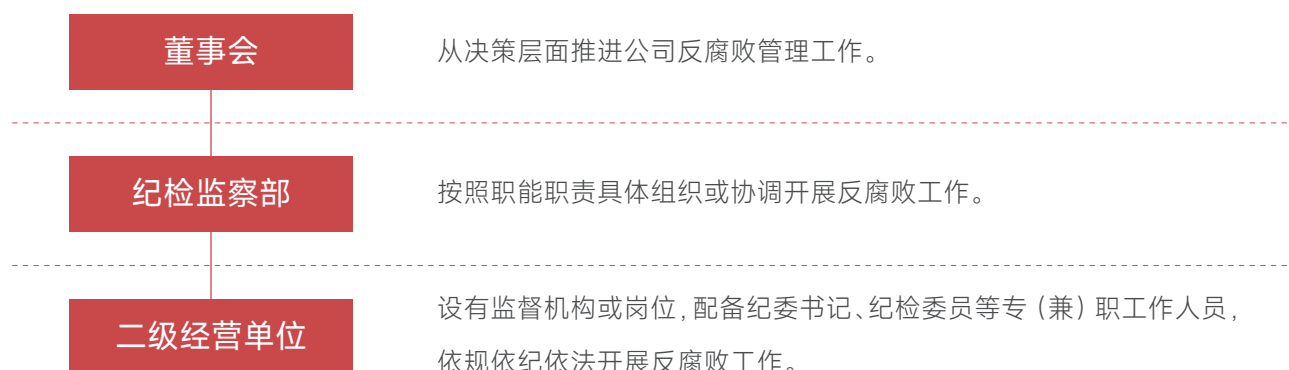 董事会
从决策层面推进公司反腐败管理工作。
纪检监察部
按照职能职责具体组织或协调开展反腐败工作。
二级经营单位
设有监督机构或岗位，配备纪委书记、纪检委员等专（兼）职工作人员，
依规依纪依法开展反腐败工作。